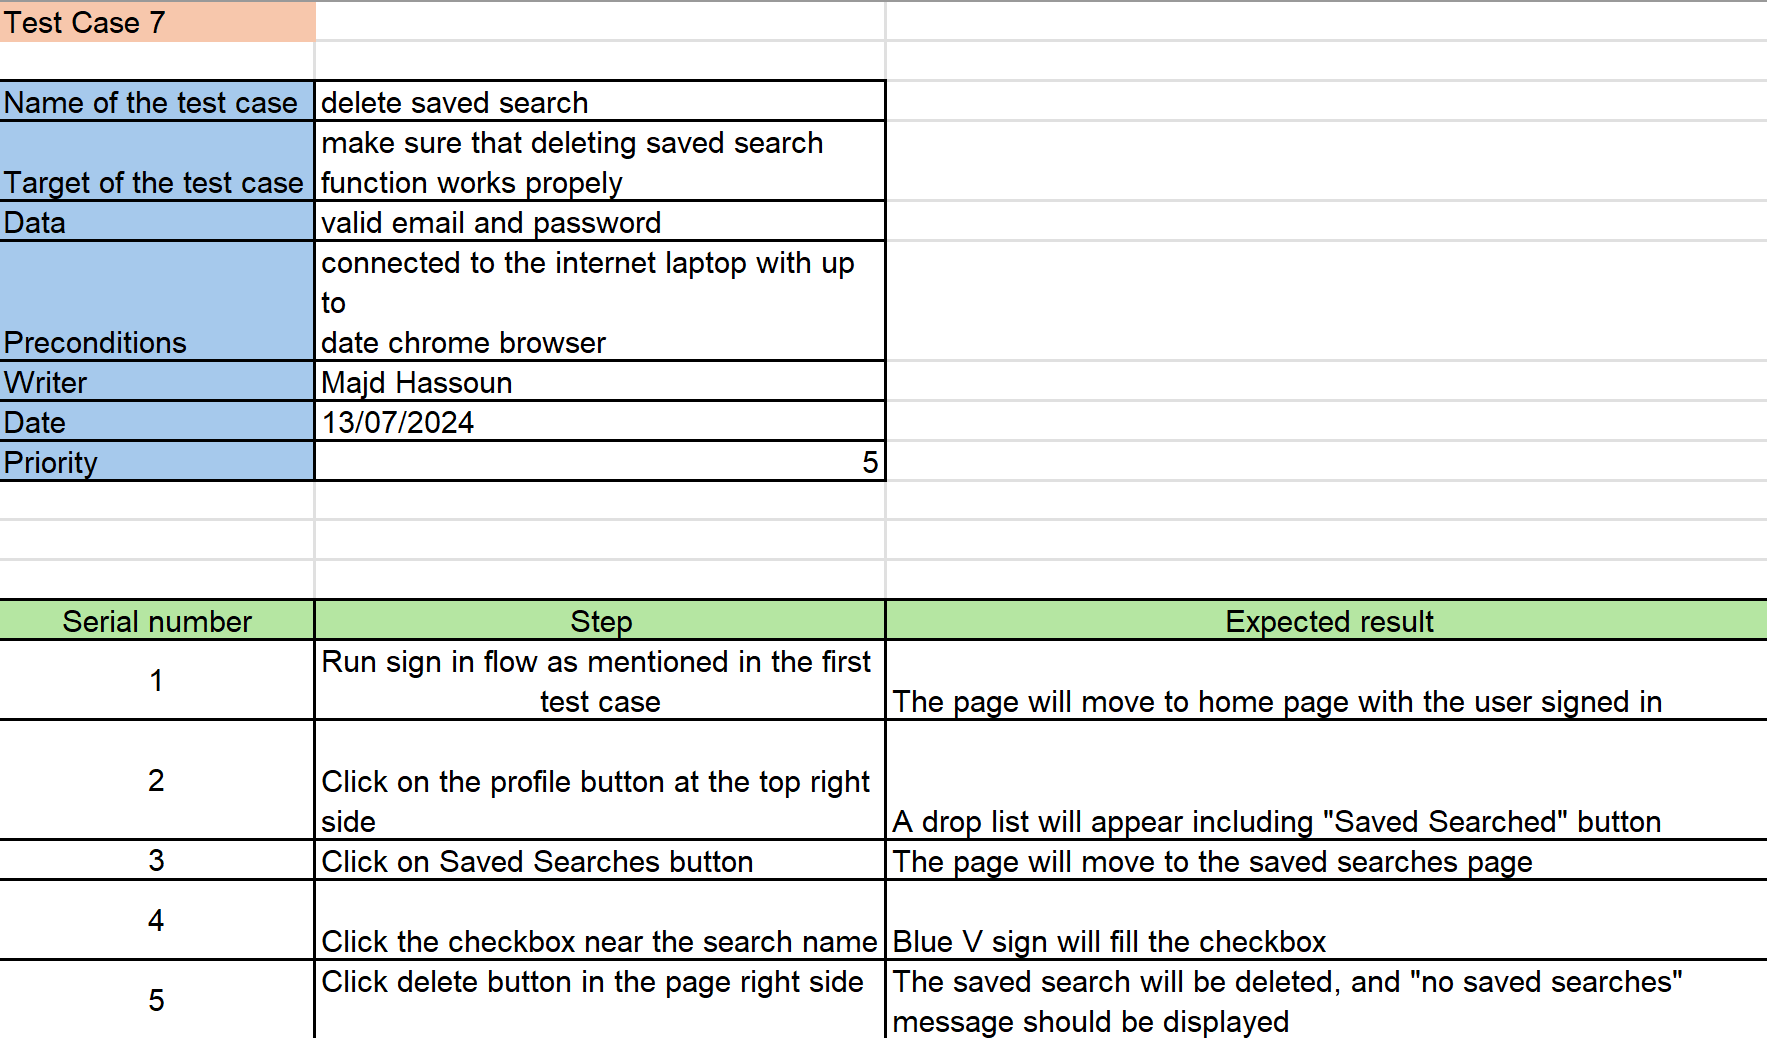 Test Case 7
Name of the test case delete saved search
make sure that deleting saved search
Target of the test case function works propely
Data valid email and password
connected to the internet laptop with up
to
Preconditions date chrome browser
Writer Majd Hassoun
Date 13/07/2024
Priority 5
Serial number Step Expected result
1 Run sign in flow as mentioned in the first
test case The page will move to home page with the user signed in
2 Click on the profile button at the top right
side A drop list will appear including "Saved Searched" button
3 Click on Saved Searches button The page will move to the saved searches page
4 Click the checkbox near the search name Blue V sign will fill the checkbox
5 Click delete button in the page right side The saved search will be deleted, and "no saved searches"
message should be displayed